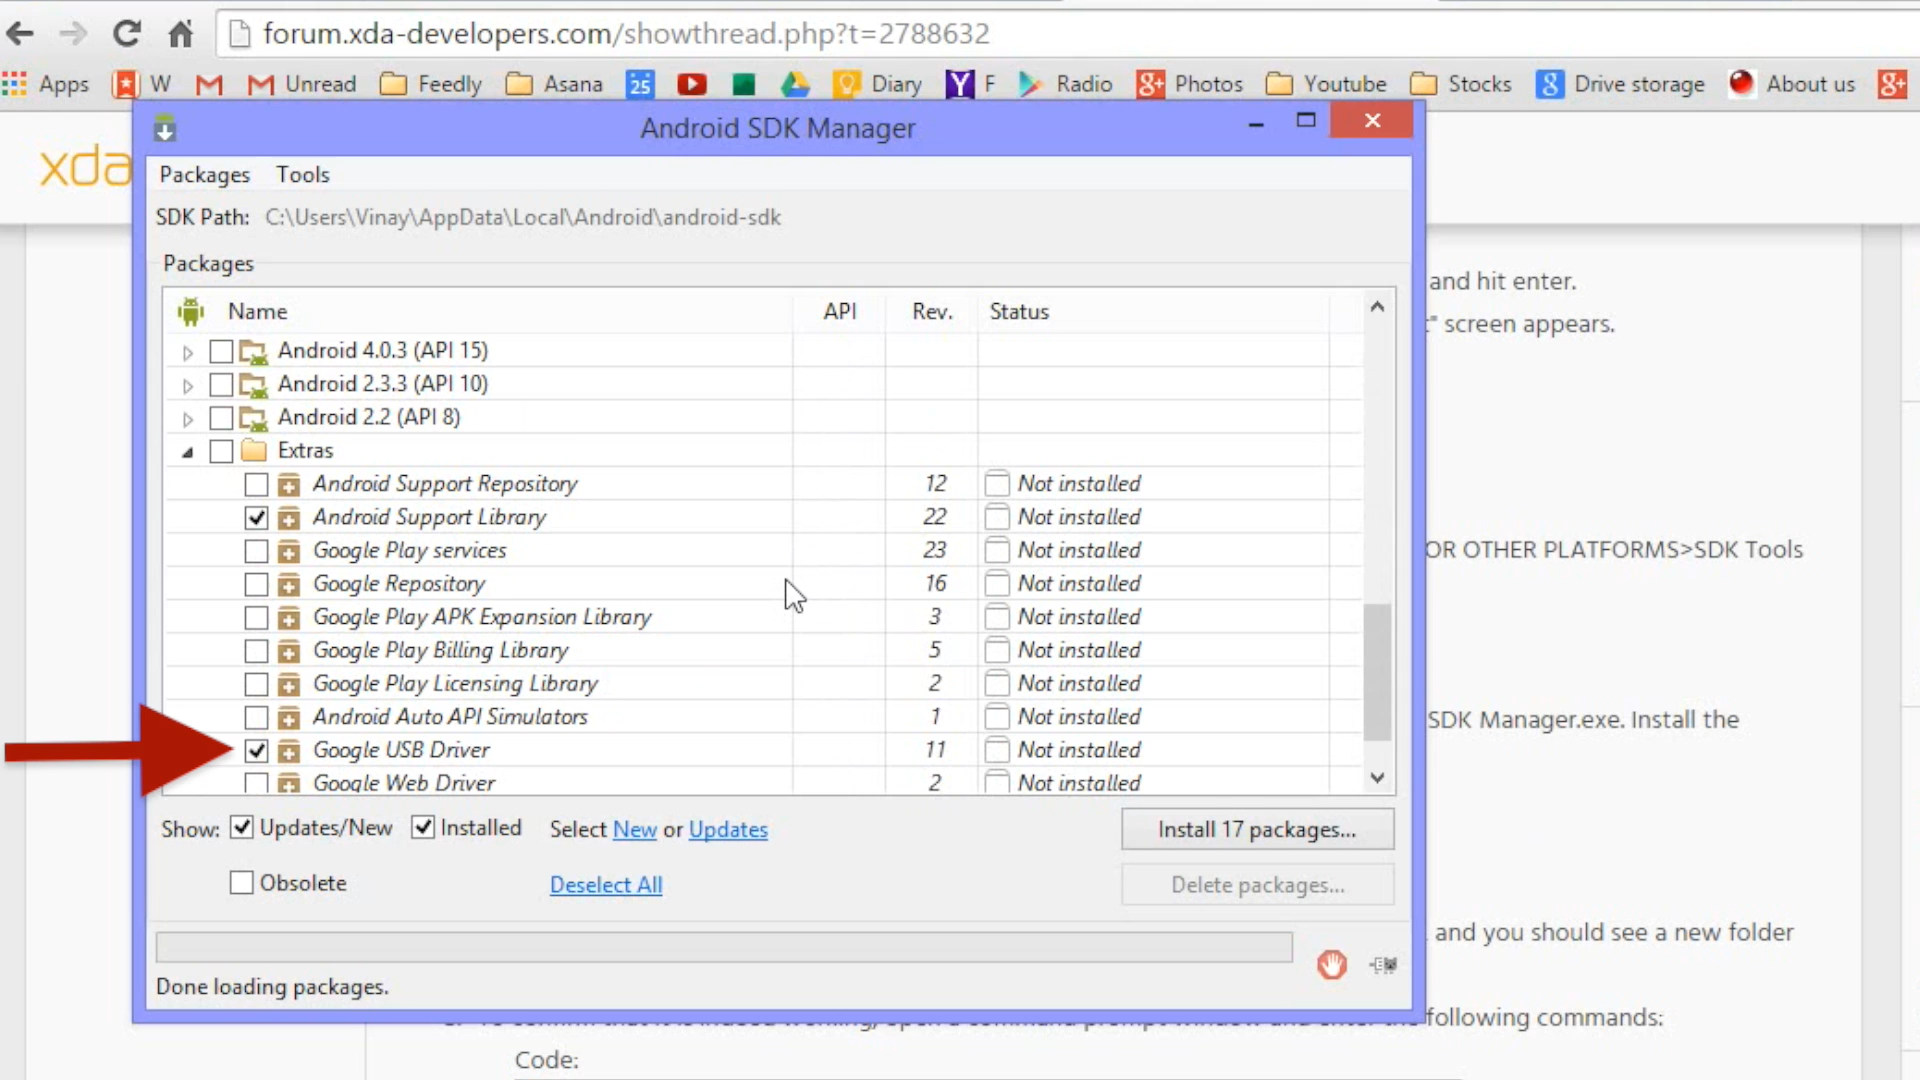 forum.xda-developers.com/showthread.php?t=2788632
Apps W Unread Feedly Asana 25 Diary F Radio Photos Youtube Stocks Drive storage About us
Android SDK Manager
xda
Packages Tools
SDK Path: C:\Users\Vinay\AppData\Local\Android\android-sdk
Packages
and hit enter.
Name API Rev. Status
" screen appears.
Android 4.0.3 (API 15)
Android 2.3.3 (API 10)
Android 2.2 (API 8)
Extras
Android Support Repository 12 Not installed
Android Support Library 22 Not installed
Google Play services 23 Not installed
OR OTHER PLATFORMS>SDK Tools
Google Repository 16 Not installed
Google Play APK Expansion Library 3 Not installed
Google Play Billing Library 5 Not installed
Google Play Licensing Library 2 Not installed
Android Auto API Simulators 1 Not installed
SDK Manager.exe. Install the
Google USB Driver 11 Not installed
Google Web Driver 2 Not installed
Show: Updates/New Installed Select New or Updates Install 17 packages...
Obsolete Deselect All Delete packages...
and you should see a new folder
Done loading packages.
following commands:
Code: